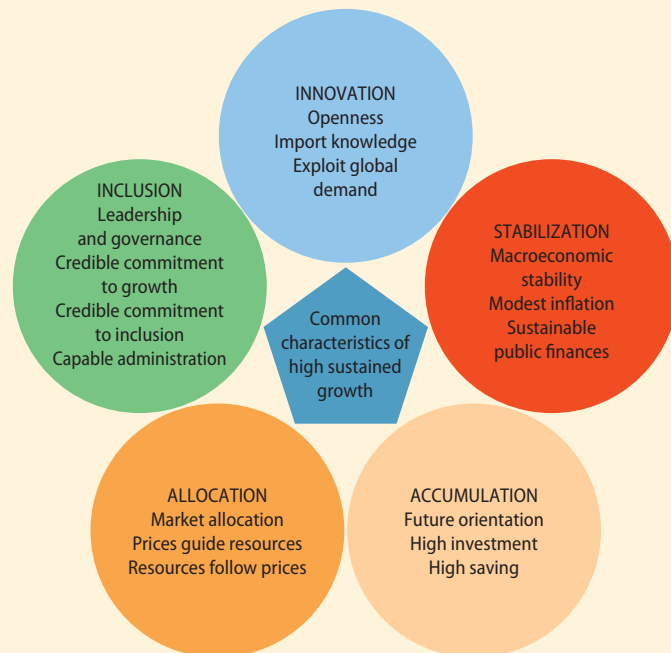 INNOVATION
Openness
Import knowledge
Exploit global
demand
INCLUSION
Leadership
and governance
Credible commitment
to growth
Credible commitment
to inclusion
Capable administration
STABILIZATION
Macroeconomic
stability
Modest inflation
Sustainable
public finances
Common
characteristics of
high sustained
growth
ALLOCATION
Market allocation
Prices guide resources
Resources follow prices
ACCUMULATION
Future orientation
High investment
High saving